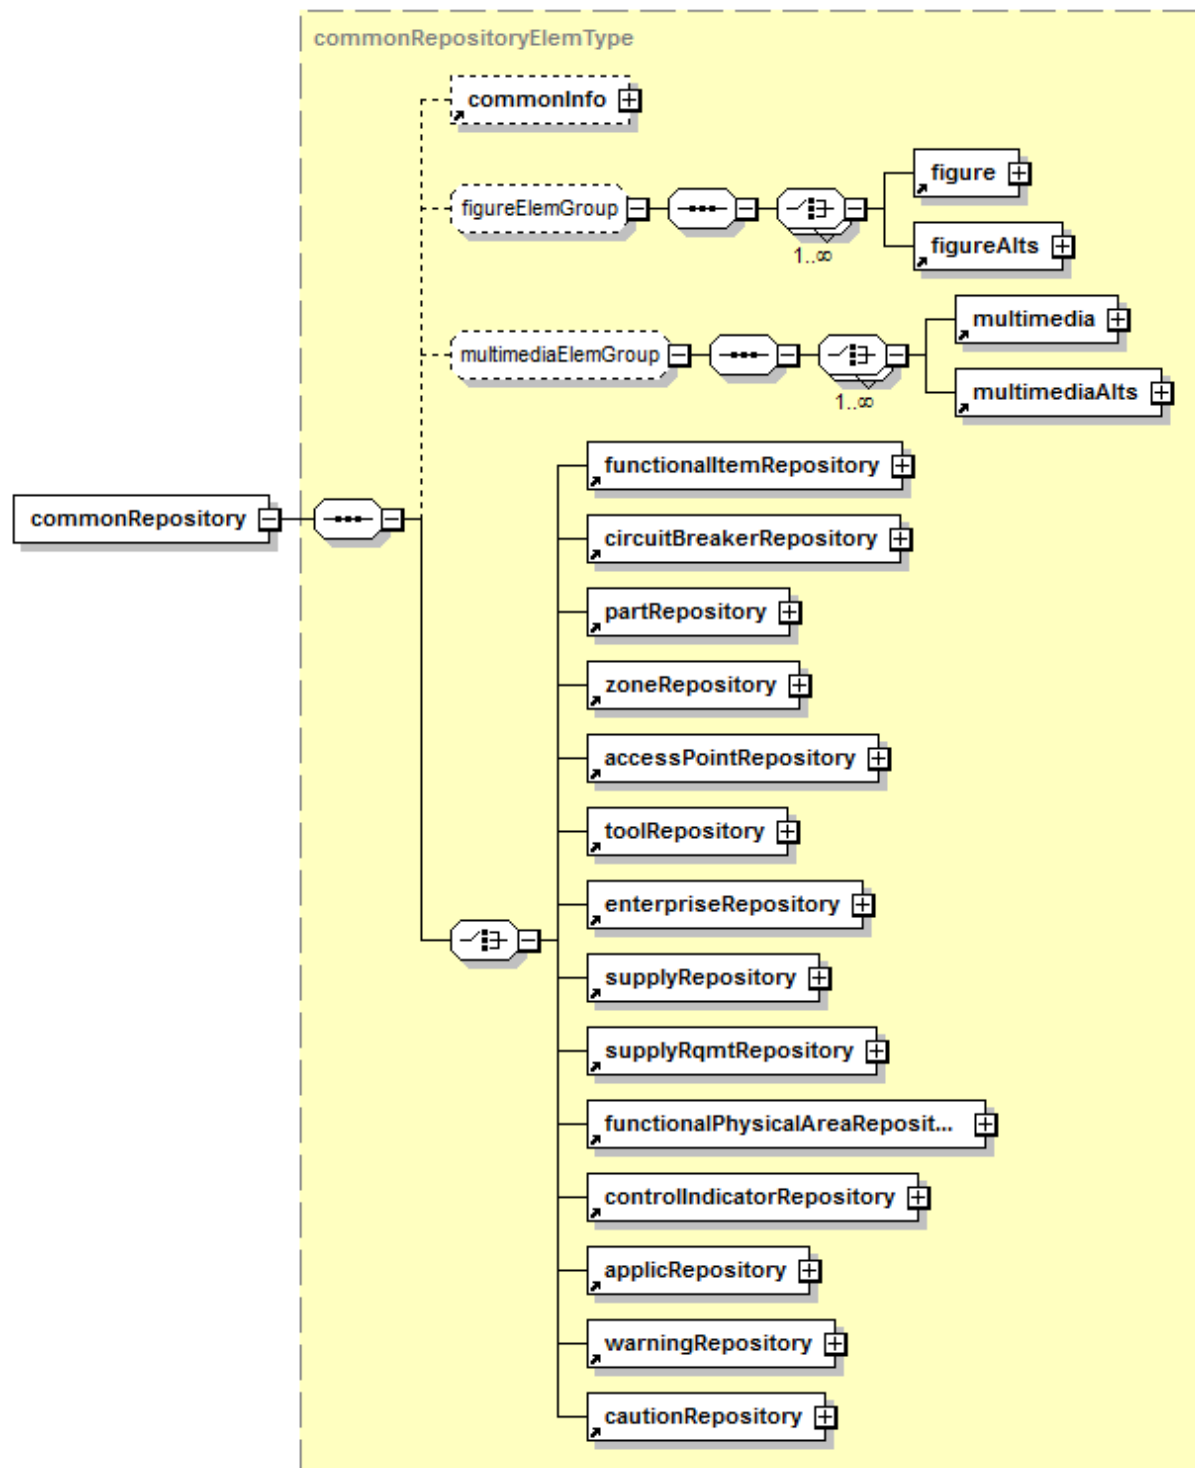 commonRepositoryElemType
commonInfo
figure
figureElemGroup
1..∞
figureAlts
multimedia
multimediaElemGroup
1..∞
multimediaAlts
functionalItemRepository
commonRepository
circuitBreakerRepository
partRepository
zoneRepository
accessPointRepository
toolRepository
enterpriseRepository
supplyRepository
supplyRqmtRepository
functionalPhysicalAreaReposit...
controlIndicatorRepository
applicRepository
warningRepository
cautionRepository